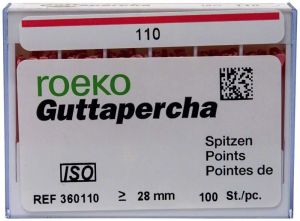 110
roeko
Guttapercha
Spitzen
Points
Pointes de
ISO
REF 360110 ≥ 28 mm 100 St./pc.